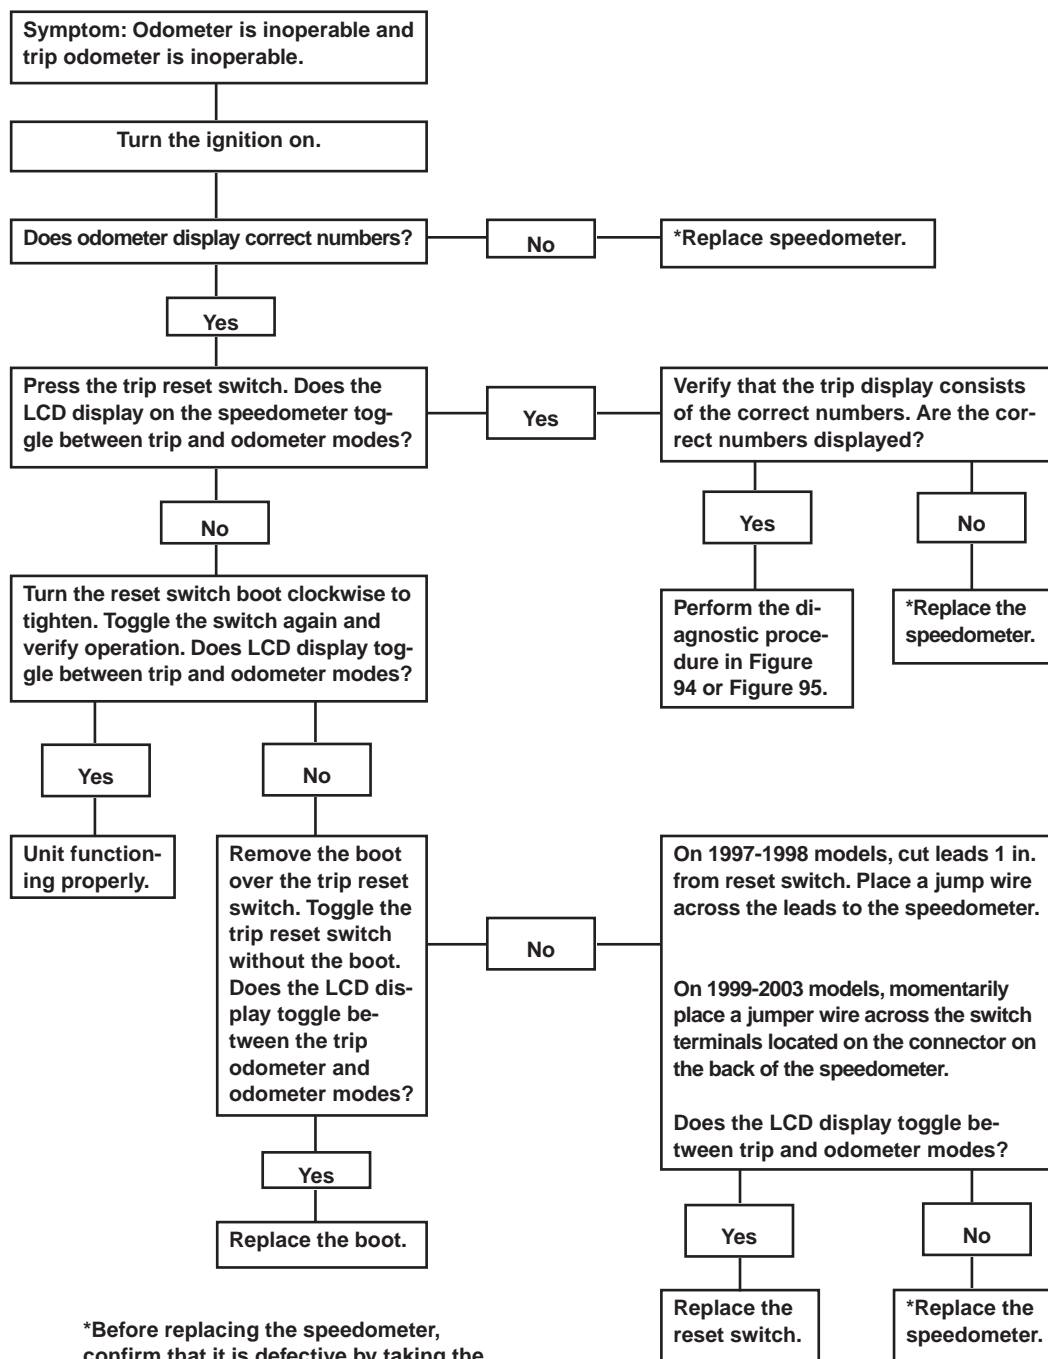 Symptom: Odometer is inoperable and
trip odometer is inoperable.
Turn the ignition on.
Does odometer display correct numbers?
No
*Replace speedometer.
Yes
Press the trip reset switch. Does the
LCD display on the speedometer tog-
gle between trip and odometer modes?
Yes
Verify that the trip display consists
of the correct numbers. Are the cor-
rect numbers displayed?
No
Yes
No
Turn the reset switch boot clockwise to
tighten. Toggle the switch again and
verify operation. Does LCD display tog-
gle between trip and odometer modes?
Perform the di-
agnostic proce-
dure in Figure
94 or Figure 95.
*Replace the
speedometer.
Yes
No
Unit function-
ing properly.
Remove the boot
over the trip reset
switch. Toggle the
trip reset switch
without the boot.
Does the LCD dis-
play toggle be-
tween the trip
odometer and
odometer modes?
No
On 1997-1998 models, cut leads 1 in.
from reset switch. Place a jump wire
across the leads to the speedometer.
On 1999-2003 models, momentarily
place a jumper wire across the switch
terminals located on the connector on
the back of the speedometer.
Does the LCD display toggle be-
tween trip and odometer modes?
Yes
Replace the boot.
Yes
No
Replace the
reset switch.
*Replace the
speedometer.
*Before replacing the speedometer,
confirm that it is defective by taking the